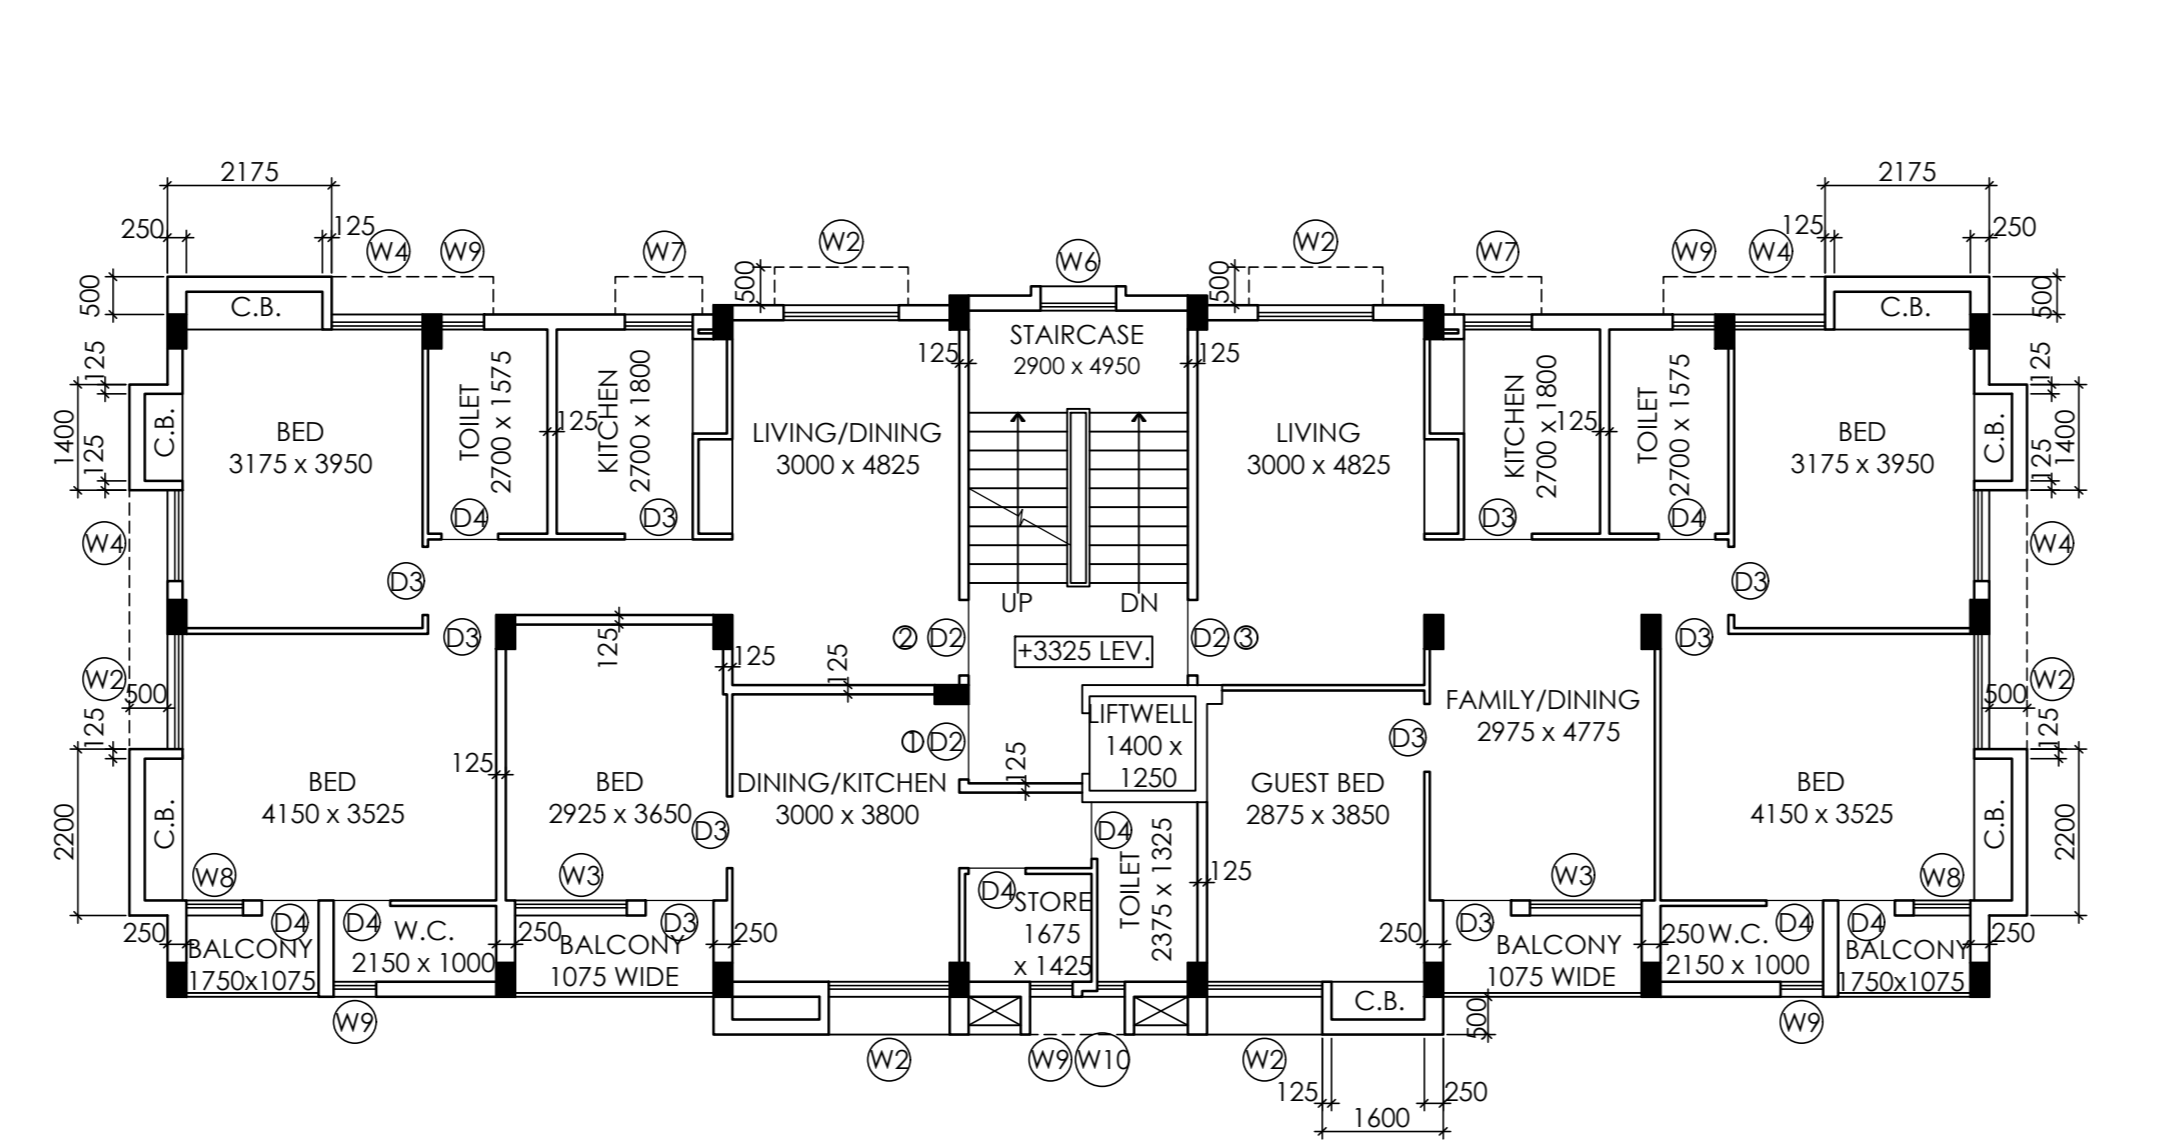 2175
2175
250
125
W4
W9
W7
W2
W6
W2
W7
W9
W4
125
250
500
C.B.
500
500
C.B.
500
STAIRCASE
2900 x 4950
125
125
125
125
1400
125
C.B.
BED
3175 x 3950
TOILET
2700 x 1575
125
KITCHEN
2700 x 1800
LIVING/DINING
3000 x 4825
LIVING
3000 x 4825
KITCHEN
2700 x 1800
125
TOILET
2700 x 1575
BED
3175 x 3950
C.B.
125
1400
D4
D3
D3
D4
W4
W4
D3
D3
UP
DN
D3
125
125
125
2
D2
+3325 LEV.
D2
3
D3
W2
500
125
W2
500
125
FAMILY/DINING
2975 x 4775
LIFTWELL
1400 x
1250
1
D2
125
D3
125
BED
4150 x 3525
BED
2925 x 3650
D3
DINING/KITCHEN
3000 x 3800
GUEST BED
2875 x 3850
BED
4150 x 3525
2200
C.B.
C.B.
2200
D4
TOILET
2375 x 1325
125
W8
W3
W3
W8
D4
STORE
1675
x 1425
250
D4
D4
W.C.
2150 x 1000
250
D3
250
250
D3
250
W.C.
2150 x 1000
D4
D4
250
BALCONY
1750x1075
BALCONY
1075 WIDE
BALCONY
1075 WIDE
BALCONY
1750x1075
C.B.
500
W9
W2
W9
W10
W2
W9
125
250
1600